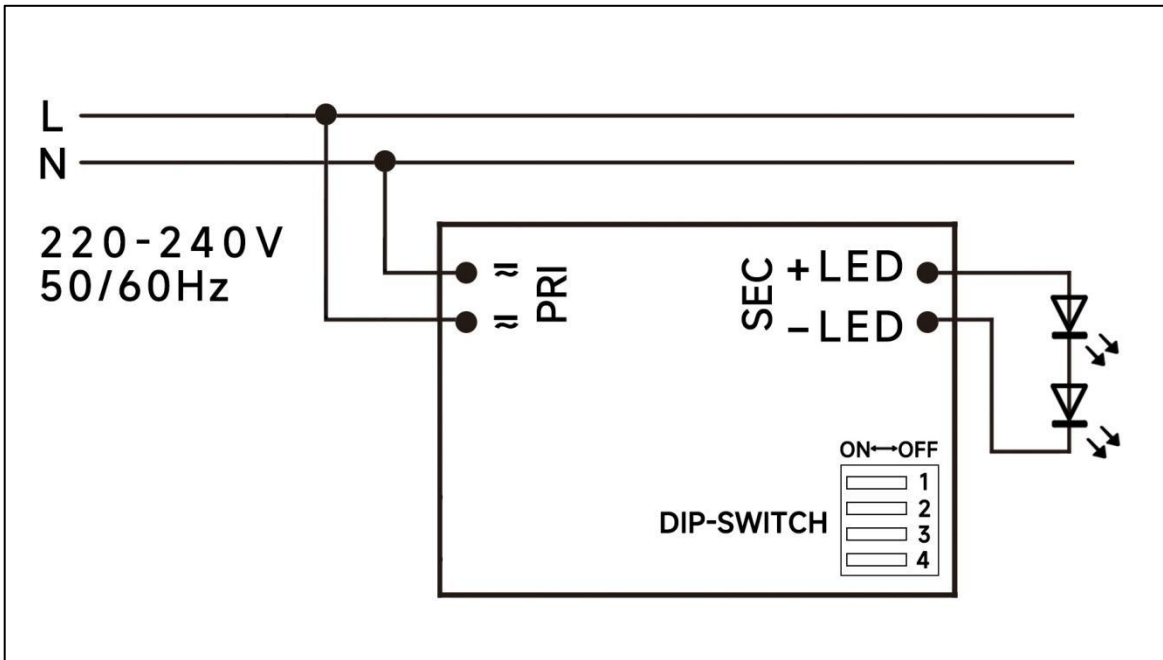 L
N
220-240V
50/60Hz
PRI
SEC
+LED
-LED
ON↔OFF
1
2
3
4
DIP-SWITCH